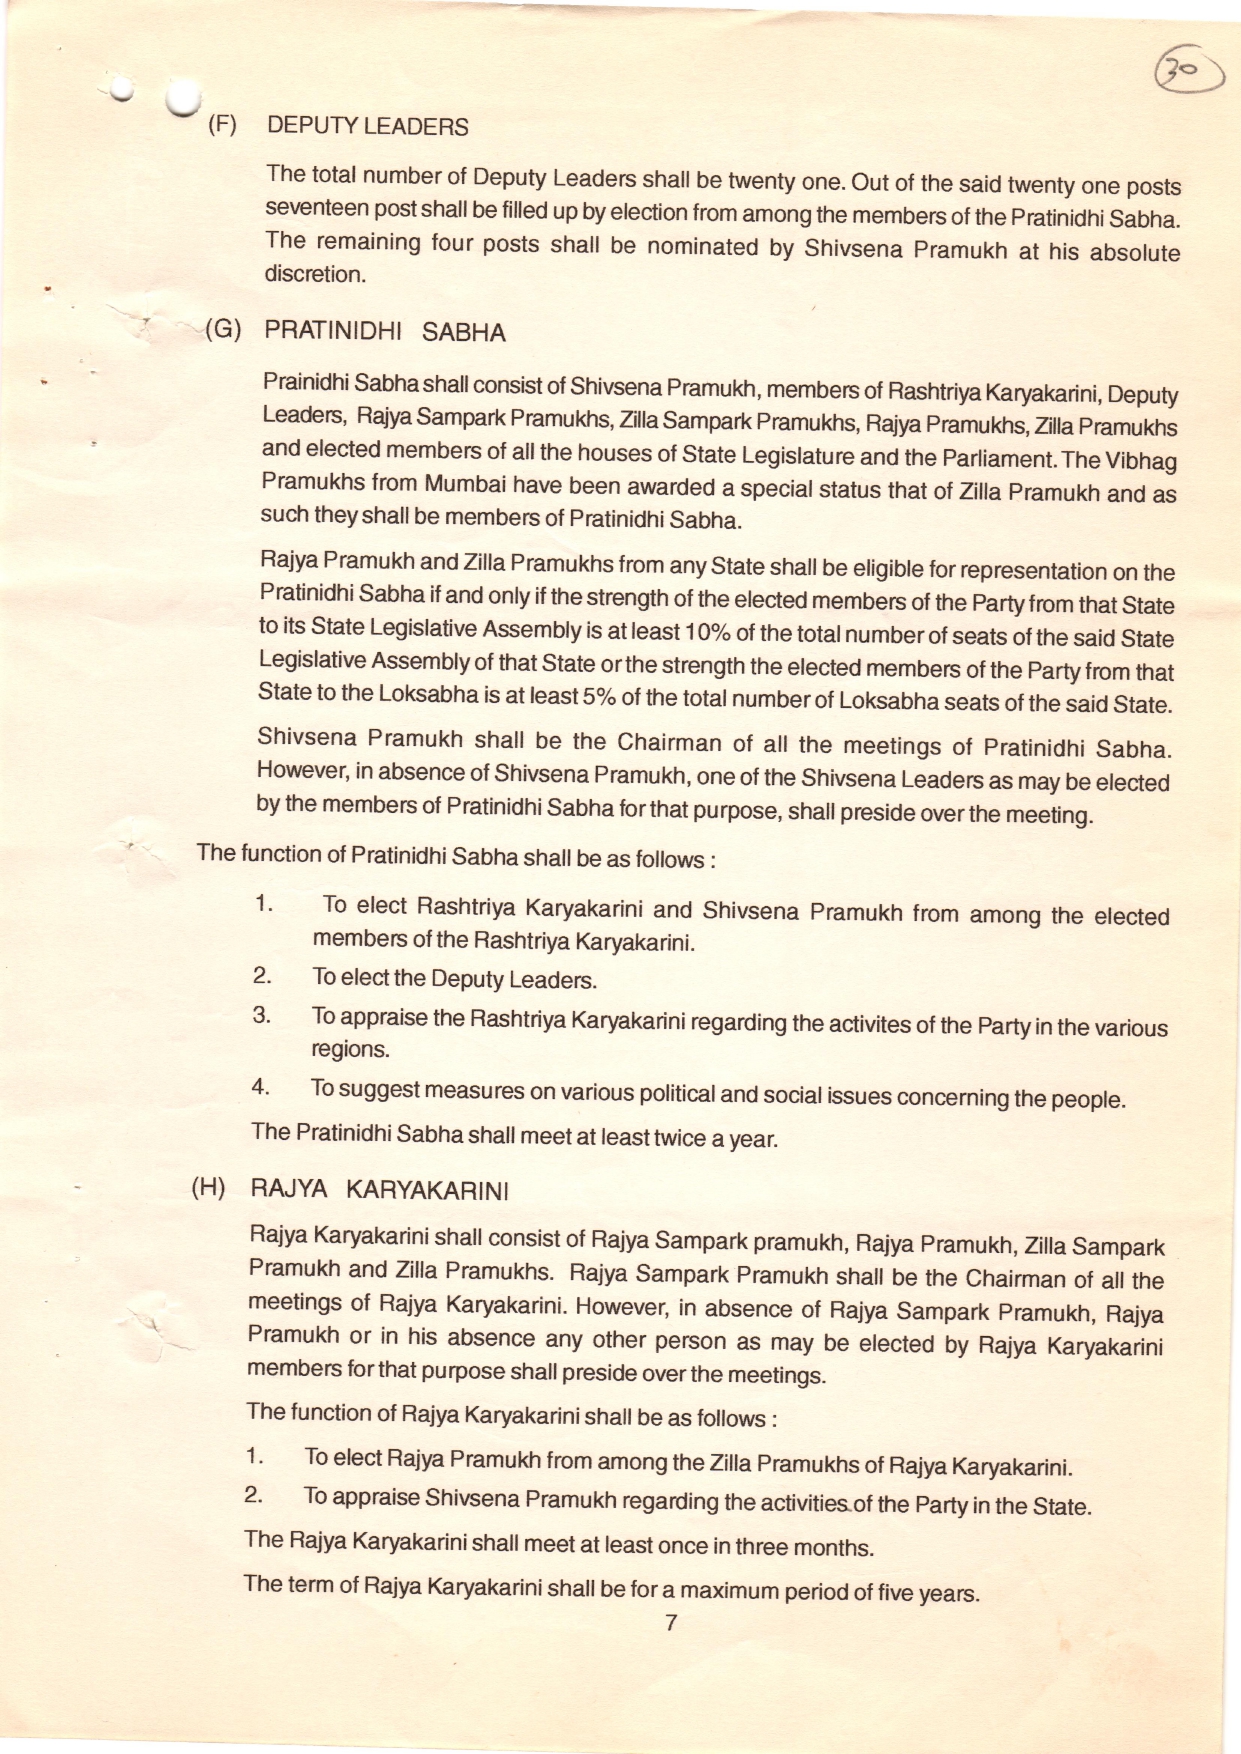 30
(F) DEPUTY LEADERS
The total number of Deputy Leaders shall be twenty one. Out of the said twenty one posts
seventeen post shall be filled up by election from among the members of the Pratinidhi Sabha.
The remaining four posts shall be nominated by Shivsena Pramukh at his absolute
discretion.
(G) PRATINIDHI SABHA
Prainidhi Sabha shall consist of Shivsena Pramukh, members of Rashtriya Karyakarini, Deputy
Leaders, Rajya Sampark Pramukhs, Zilla Sampark Pramukhs, Rajya Pramukhs, Zilla Pramukhs
and elected members of all the houses of State Legislature and the Parliament. The Vibhag
Pramukhs from Mumbai have been awarded a special status that of Zilla Pramukh and as
such they shall be members of Pratinidhi Sabha.
Rajya Pramukh and Zilla Pramukhs from any State shall be eligible for representation on the
Pratinidhi Sabha if and only if the strength of the elected members of the Party from that State
to its State Legislative Assembly is at least 10% of the total number of seats of the said State
Legislative Assembly of that State or the strength the elected members of the Party from that
State to the Loksabha is at least 5% of the total number of Loksabha seats of the said State.
Shivsena Pramukh shall be the Chairman of all the meetings of Pratinidhi Sabha.
However, in absence of Shivsena Pramukh, one of the Shivsena Leaders as may be elected
by the members of Pratinidhi Sabha for that purpose, shall preside over the meeting.
The function of Pratinidhi Sabha shall be as follows :
1. To elect Rashtriya Karyakarini and Shivsena Pramukh from among the elected
members of the Rashtriya Karyakarini.
2. To elect the Deputy Leaders.
3. To appraise the Rashtriya Karyakarini regarding the activites of the Party in the various
regions.
4. To suggest measures on various political and social issues concerning the people.
The Pratinidhi Sabha shall meet at least twice a year.
(H) RAJYA KARYAKARINI
Rajya Karyakarini shall consist of Rajya Sampark pramukh, Rajya Pramukh, Zilla Sampark
Pramukh and Zilla Pramukhs. Rajya Sampark Pramukh shall be the Chairman of all the
meetings of Rajya Karyakarini. However, in absence of Rajya Sampark Pramukh, Rajya
Pramukh or in his absence any other person as may be elected by Rajya Karyakarini
members for that purpose shall preside over the meetings.
The function of Rajya Karyakarini shall be as follows :
1. To elect Rajya Pramukh from among the Zilla Pramukhs of Rajya Karyakarini.
2. To appraise Shivsena Pramukh regarding the activities of the Party in the State.
The Rajya Karyakarini shall meet at least once in three months.
The term of Rajya Karyakarini shall be for a maximum period of five years.
7